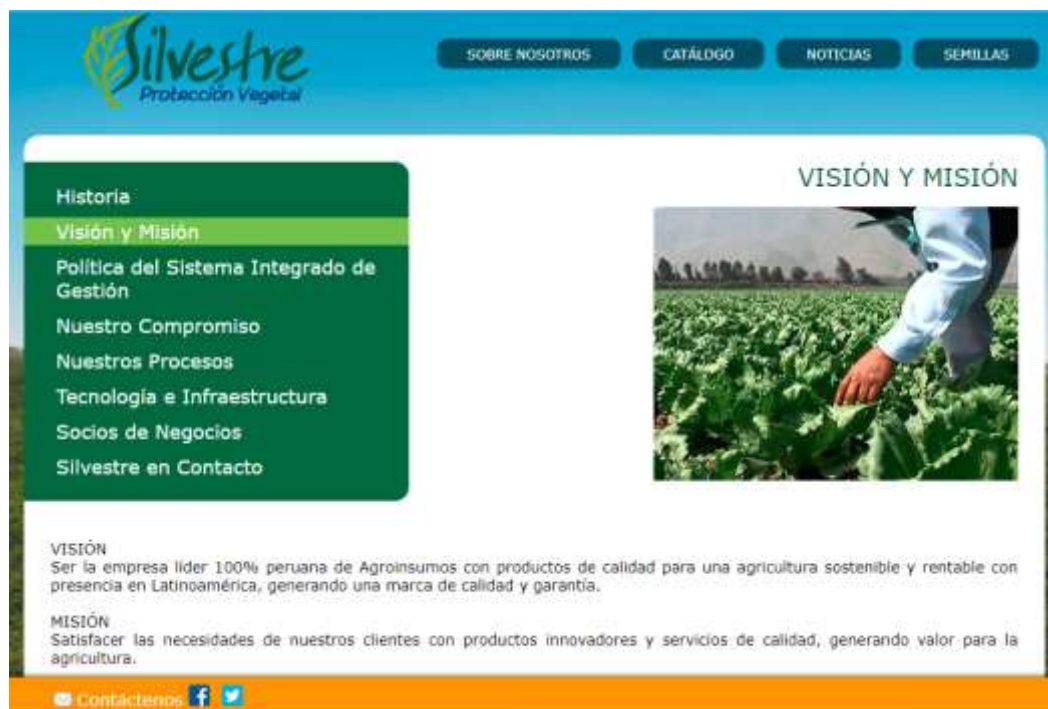 Silvestre
Protección Vegetal
SOBRE NOSOTROS
CATÁLOGO
NOTICIAS
SEMILLAS
Historia
Visión y Misión
Política del Sistema Integrado de
Gestión
Nuestro Compromiso
Nuestros Procesos
Tecnología e Infraestructura
Socios de Negocios
Silvestre en Contacto
VISIÓN Y MISIÓN
VISIÓN
Ser la empresa líder 100% peruana de Agroinsumos con productos de calidad para una agricultura sostenible y rentable con
presencia en Latinoamérica, generando una marca de calidad y garantía.
MISIÓN
Satisfacer las necesidades de nuestros clientes con productos innovadores y servicios de calidad, generando valor para la
agricultura.
Contáctenos